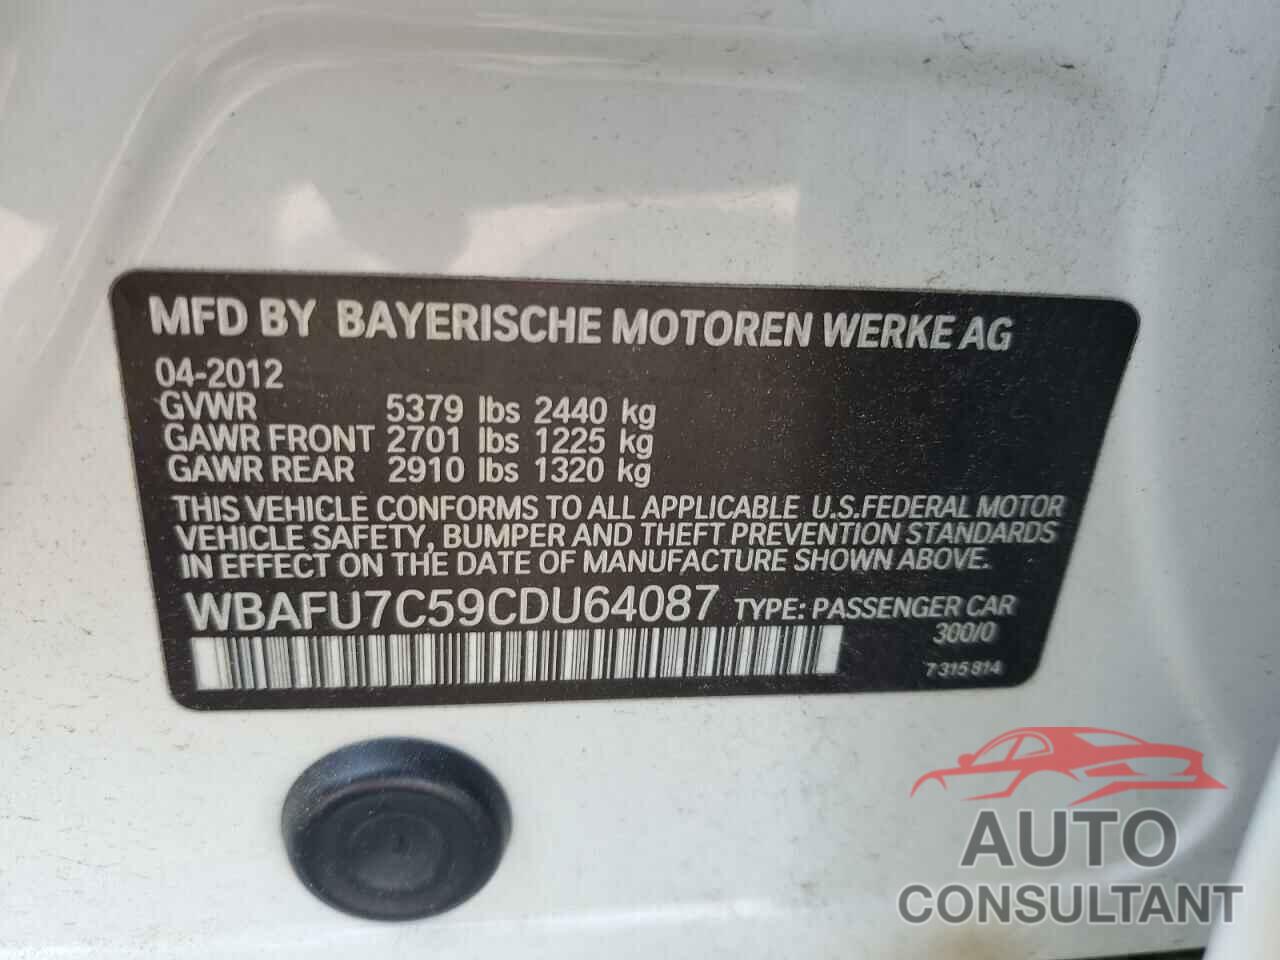 MFD BY BAYERISCHE MOTOREN WERKE AG
04-2012
GVWR 5379 lbs 2440 kg
GAWR FRONT 2701 lbs 1225 kg
GAWR REAR 2910 lbs 1320 kg
THIS VEHICLE CONFORMS TO ALL APPLICABLE U.S.FEDERAL MOTOR
VEHICLE SAFETY, BUMPER AND THEFT PREVENTION STANDARDS
IN EFFECT ON THE DATE OF MANUFACTURE SHOWN ABOVE.
WBAFU7C59CDU64087 TYPE: PASSENGER CAR
300/0
7 315 814
AUTO
CONSULTANT